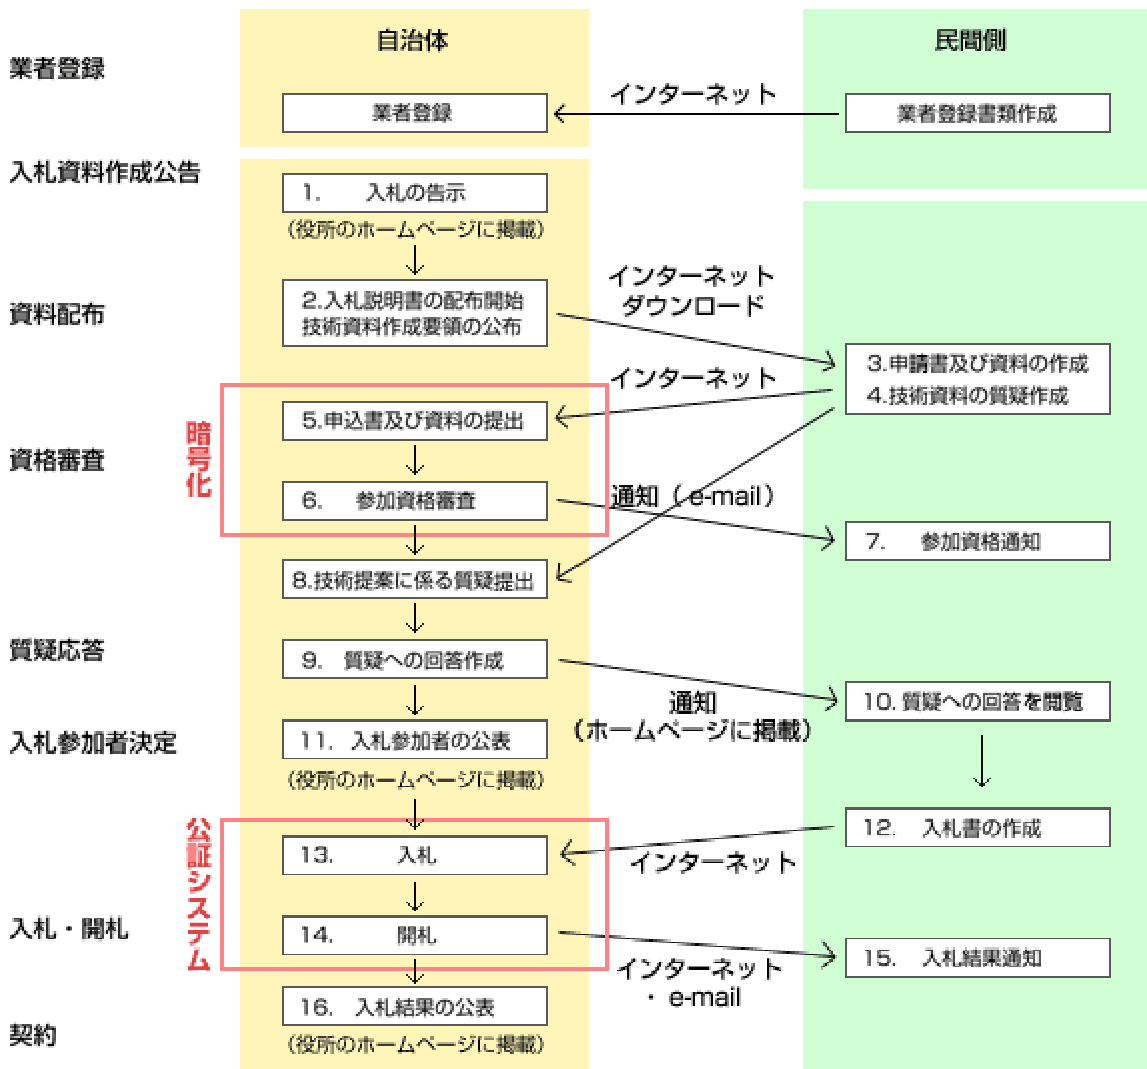 自治体
民間側
業者登録
業者登録
インターネット
業者登録書類作成
入札資料作成公告
1. 入札の告示
(役所のホームページに掲載)
資料配布
2.入札説明書の配布開始
技術資料作成要領の公布
インターネット
ダウンロード
3.申請書及び資料の作成
4.技術資料の質疑作成
インターネット
暗号化
資格審査
5.申込書及び資料の提出
6. 参加資格審査
通知(e-mail)
7. 参加資格通知
8.技術提案に係る質疑提出
質疑応答
9. 質疑への回答作成
通知
(ホームページに掲載)
10.質疑への回答を閲覧
入札参加者決定
11. 入札参加者の公表
(役所のホームページに掲載)
12. 入札書の作成
公証システム
13. 入札
インターネット
入札・開札
14. 開札
インターネット
・e-mail
15. 入札結果通知
16. 入札結果の公表
(役所のホームページに掲載)
契約